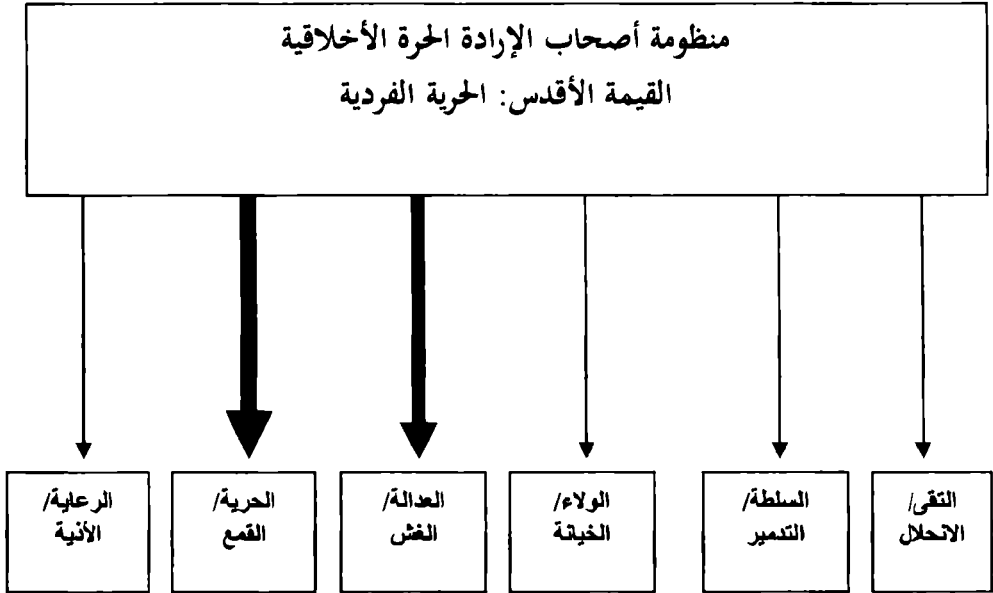 منظومة أصحاب الإرادة الحرة الأخلاقية
القيمة الأقدس: الحرية الفردية
التقى/
الانحلال
السلطة/
التدمير
الولاء/
الخيانة
العدالة/
الغش
الحرية/
القمع
الرعاية/
الأذية